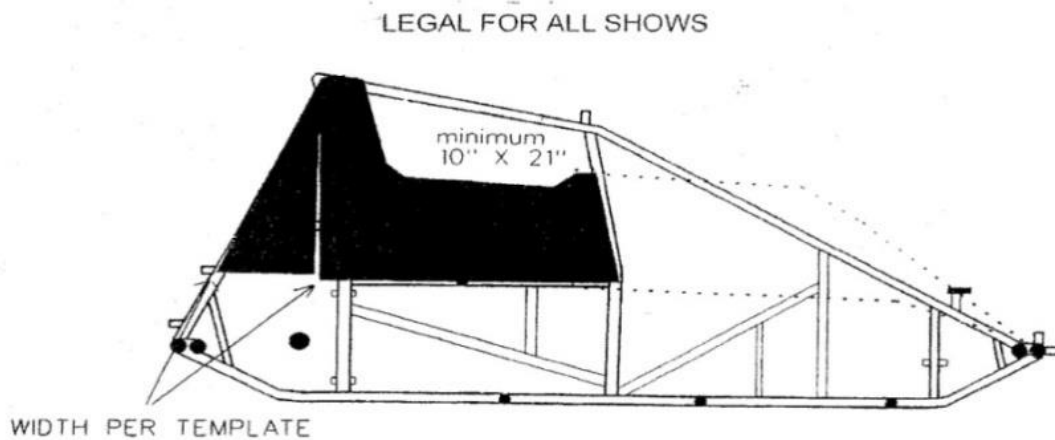 LEGAL FOR ALL SHOWS
minimum
10" X 21"
WIDTH PER TEMPLATE